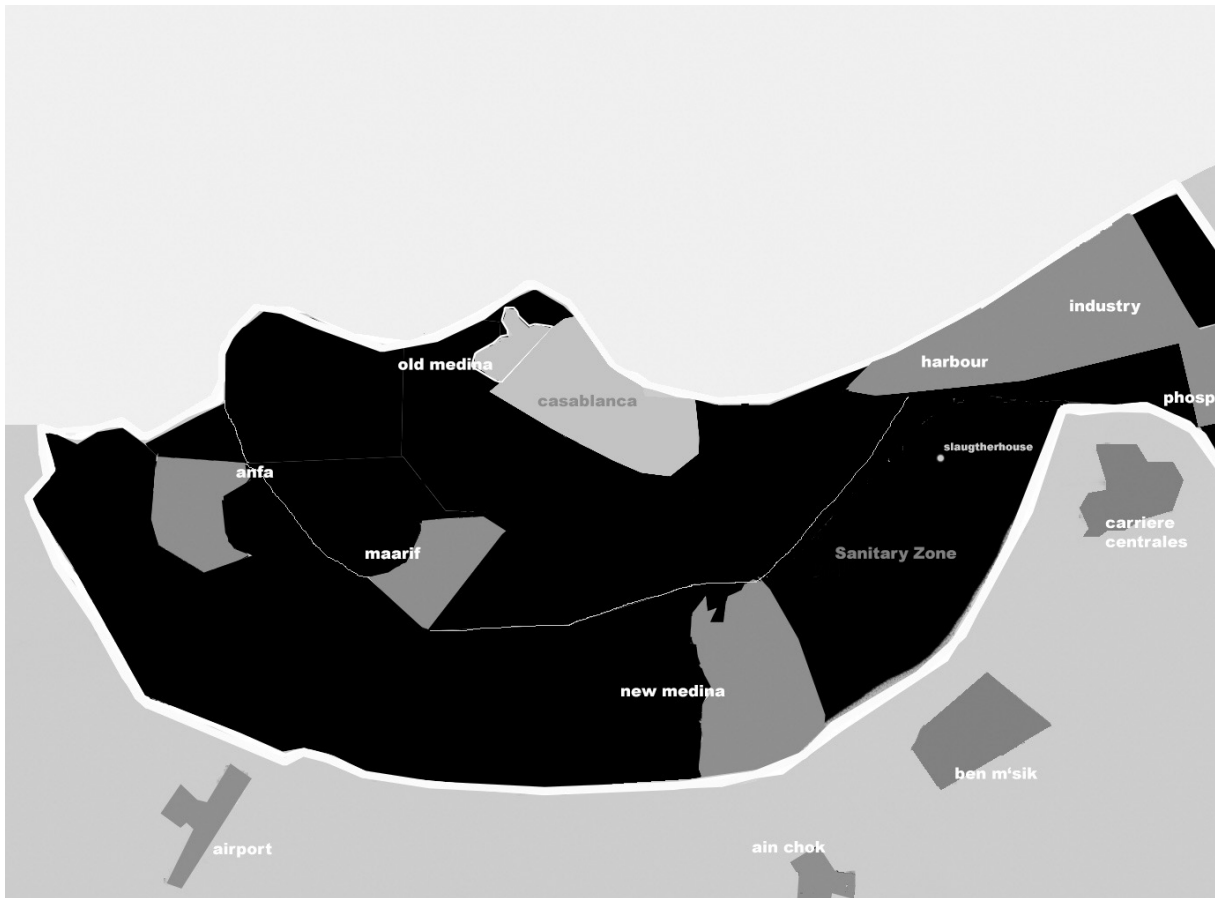 industry
harbour
old medina
casablanca
phosp
slaugtherhouse
anfa
carriere
centrales
maarif
Sanitary Zone
new medina
ben m‘sik
airport
ain chok